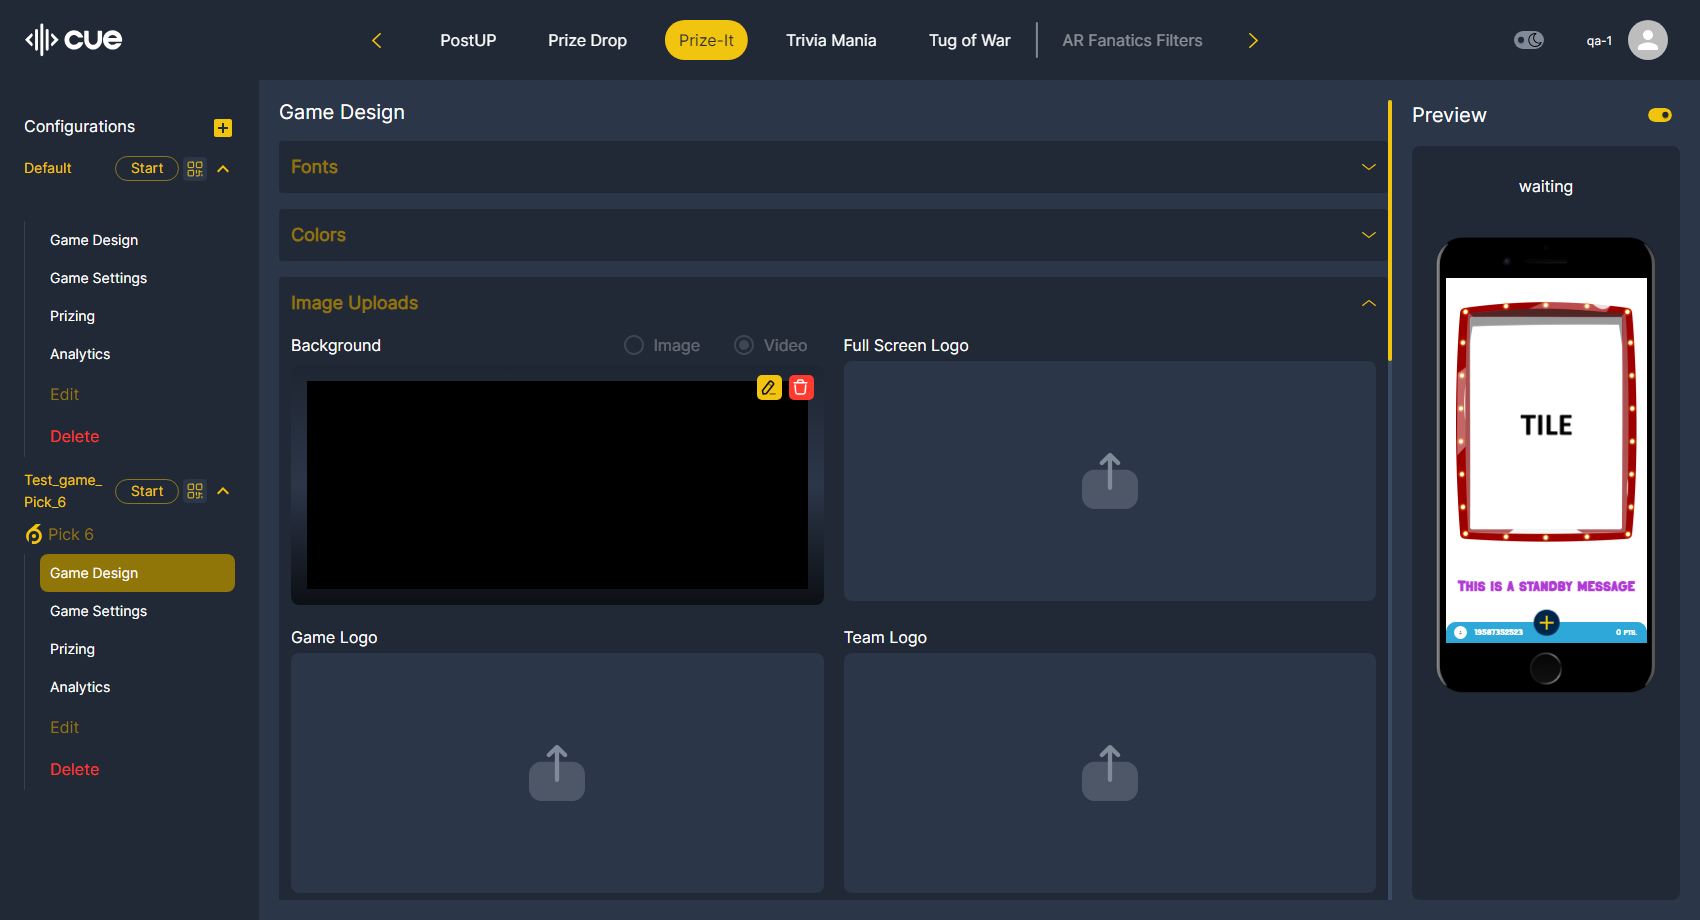 cue
PostUP
Prize Drop
Prize-It
Trivia Mania
Tug of War
AR Fanatics Filters
qa-1
Configurations
Default
Start
Game Design
Game Settings
Prizing
Analytics
Edit
Delete
Test_game_
Pick_6
Start
Pick 6
Game Design
Game Settings
Prizing
Analytics
Edit
Delete
Game Design
Fonts
Colors
Image Uploads
Background
Image
Video
Full Screen Logo
Game Logo
Team Logo
Preview
waiting
TILE
THIS IS A STANDBY MESSAGE
19567352523
0 PTS.